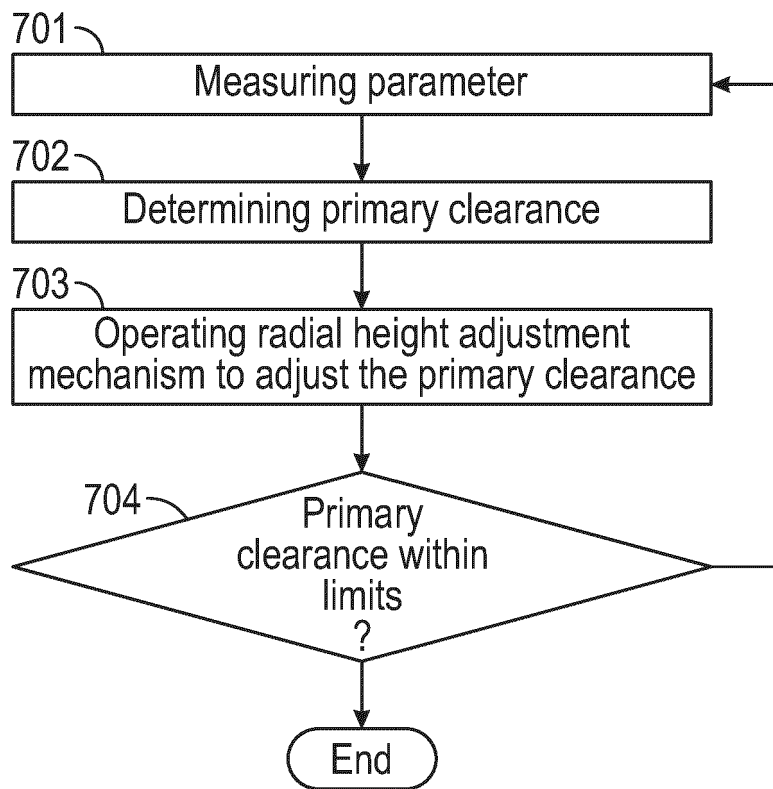 701
Measuring parameter
702
Determining primary clearance
703
Operating radial height adjustment
mechanism to adjust the primary clearance
704
Primary
clearance within
limits
?
End